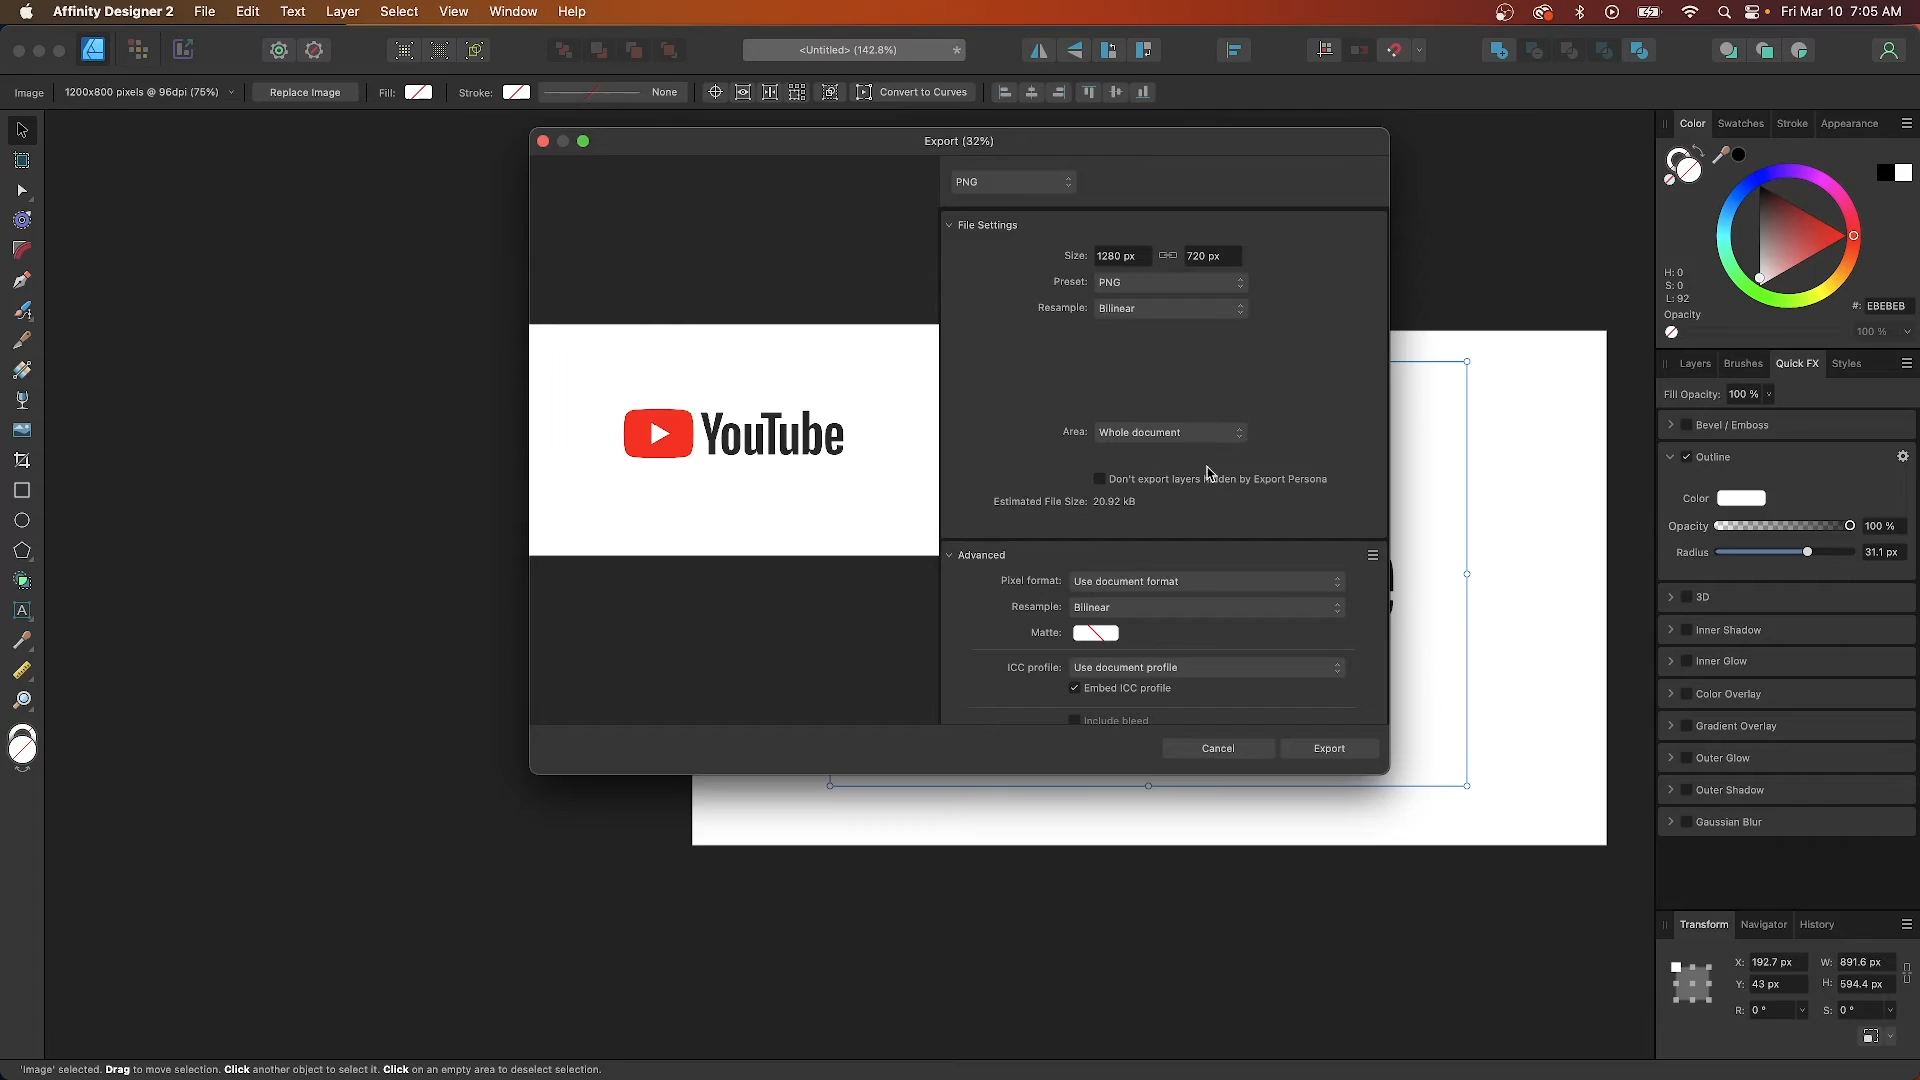 Affinity Designer 2 File Edit Text Layer Select View Window Help Fri Mar 10 7:05 AM
<Untitled> (142.8%) *
Image 1200x800 pixels @ 96dpi (75%) Replace Image Fill: Stroke: None Convert to Curves
Export (32%)
PNG
File Settings
Size: 1280 px 720 px
Preset: PNG
Resample: Bilinear
Area: Whole document
Don't export layers hidden by Export Persona
Estimated File Size: 20.92 kB
Advanced
Pixel format: Use document format
Resample: Bilinear
Matte:
ICC profile: Use document profile
Embed ICC profile
Include bleed
Cancel Export
YouTube
Color Swatches Stroke Appearance
H: 0
S: 0
L: 92
#: EBEBEB
Opacity
100 %
Layers Brushes Quick FX Styles
Fill Opacity: 100 %
Bevel / Emboss
Outline
Color
Opacity 100 %
Radius 31.1 px
3D
Inner Shadow
Inner Glow
Color Overlay
Gradient Overlay
Outer Glow
Outer Shadow
Gaussian Blur
Transform Navigator History
X: 192.7 px W: 891.6 px
Y: 43 px H: 594.4 px
R: 0 ° S: 0 °
'Image' selected. Drag to move selection. Click another object to select it. Click on an empty area to deselect selection.